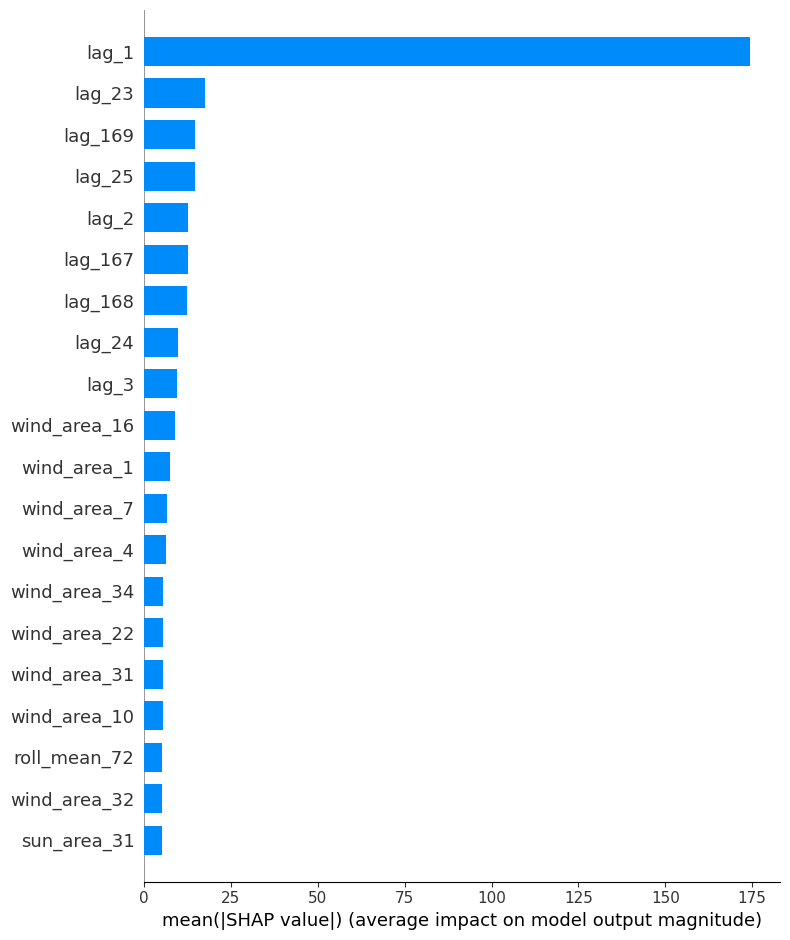 lag_1
lag_23
lag_169
lag_25
lag_2
lag_167
lag_168
lag_24
lag_3
wind_area_16
wind_area_1
wind_area_7
wind_area_4
wind_area_34
wind_area_22
wind_area_31
wind_area_10
roll_mean_72
wind_area_32
sun_area_31
0 25 50 75 100 125 150 175
mean(|SHAP value|) (average impact on model output magnitude)